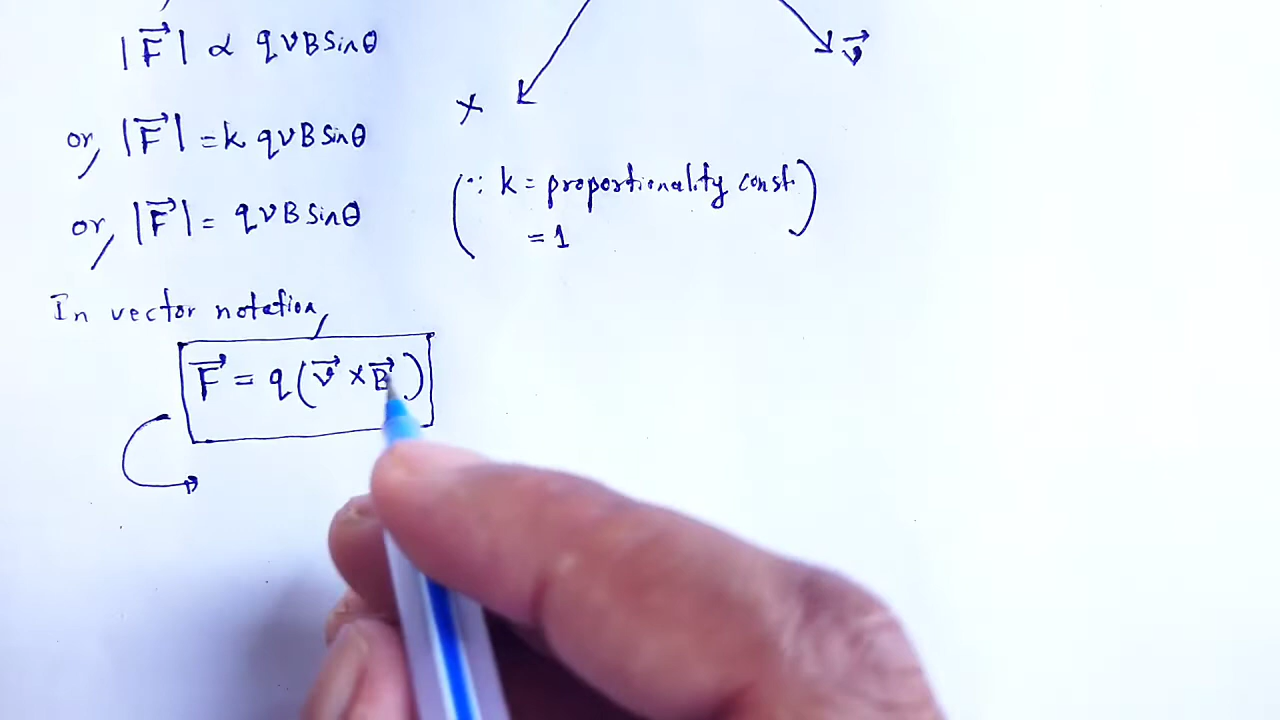 |F⃗| ∝ qvBSinθ
v⃗
X
or, |F⃗| = k qvBSinθ
(∵ k = proportionality const.
= 1)
or, |F⃗| = qvBSinθ
In vector notation,
F⃗ = q(v⃗ × B⃗)